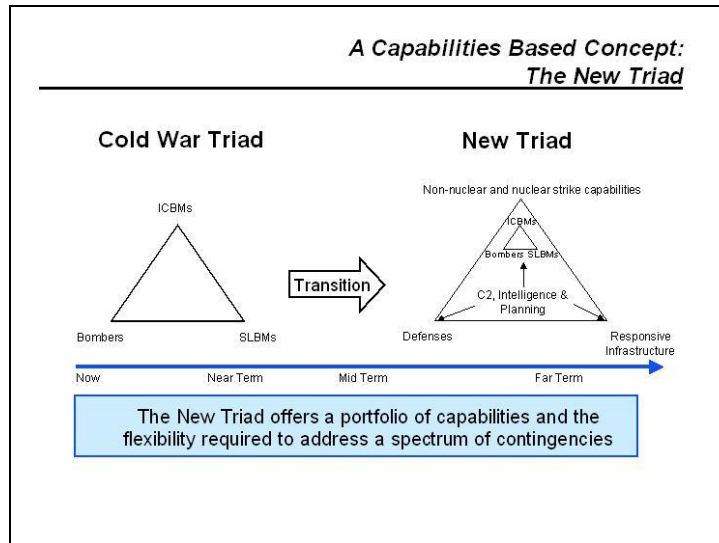 A Capabilities Based Concept:
The New Triad
Cold War Triad
New Triad
ICBMs
Bombers
SLBMs
Transition
Non-nuclear and nuclear strike capabilities
ICBMs
Bombers SLBMs
C2, Intelligence &
Planning
Defenses
Responsive
Infrastructure
Now
Near Term
Mid Term
Far Term
The New Triad offers a portfolio of capabilities and the
flexibility required to address a spectrum of contingencies